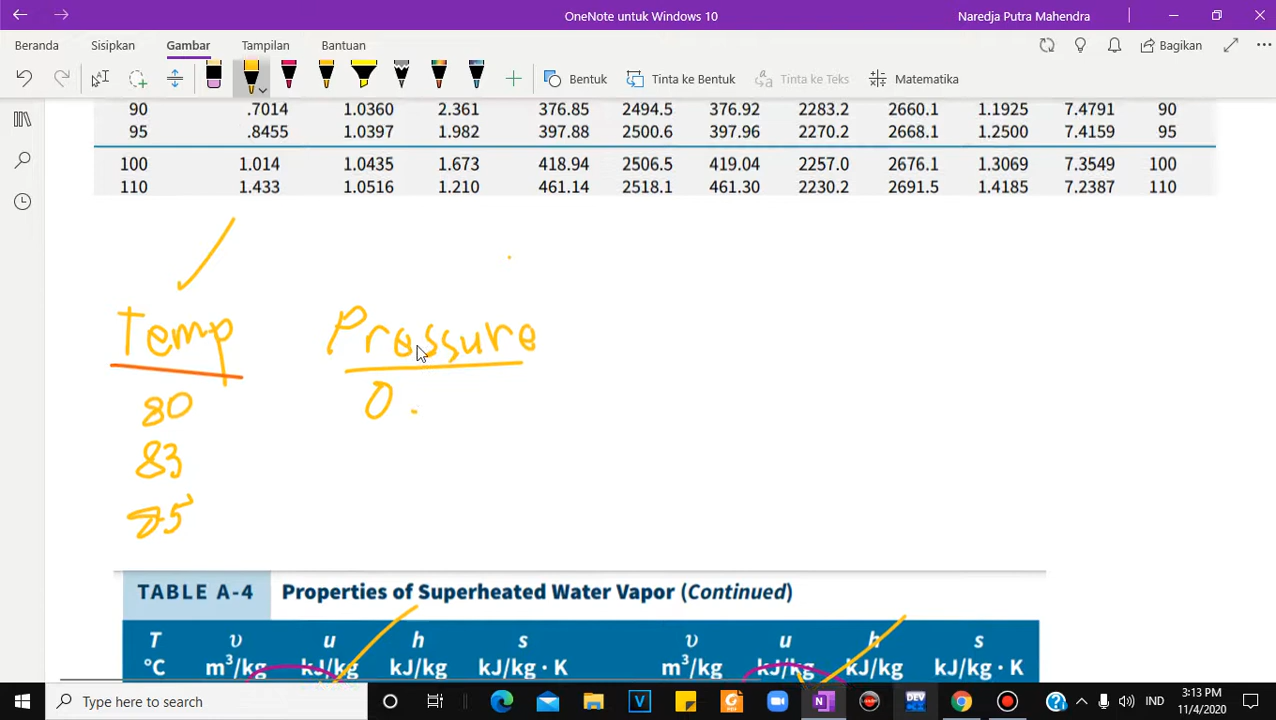 OneNote untuk Windows 10
Naredja Putra Mahendra
Beranda Sisipkan Gambar Tampilan Bantuan
Bagikan
Bentuk Tinta ke Bentuk Tinta ke Teks Matematika
90 .7014 1.0360 2.361 376.85 2494.5 376.92 2283.2 2660.1 1.1925 7.4791 90
95 .8455 1.0397 1.982 397.88 2500.6 397.96 2270.2 2668.1 1.2500 7.4159 95
100 1.014 1.0435 1.673 418.94 2506.5 419.04 2257.0 2676.1 1.3069 7.3549 100
110 1.433 1.0516 1.210 461.14 2518.1 461.30 2230.2 2691.5 1.4185 7.2387 110
Temp Pressure
80 0.
83
85
TABLE A-4 Properties of Superheated Water Vapor (Continued)
T υ u h s υ u h s
°C m³/kg kJ/kg kJ/kg kJ/kg · K m³/kg kJ/kg kJ/kg kJ/kg · K
Type here to search
IND
3:13 PM
11/4/2020